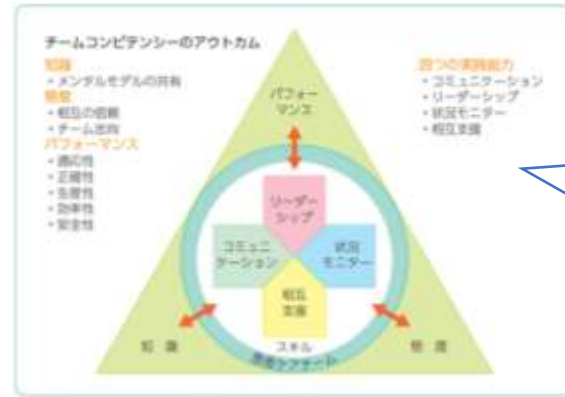 チームコンピテンシーのアウトカム
知識
・メンタルモデルの共有
態度
・相互の信頼
・チーム志向
パフォーマンス
・適応性
・正確性
・生産性
・効率性
・安全性
四つの実践能力
・コミュニケーション
・リーダーシップ
・状況モニター
・相互支援
パフォー
マンス
リーダー
シップ
コミュニ
ケーション
状況
モニター
相互
支援
スキル
患者ケアチーム
知 識
態 度